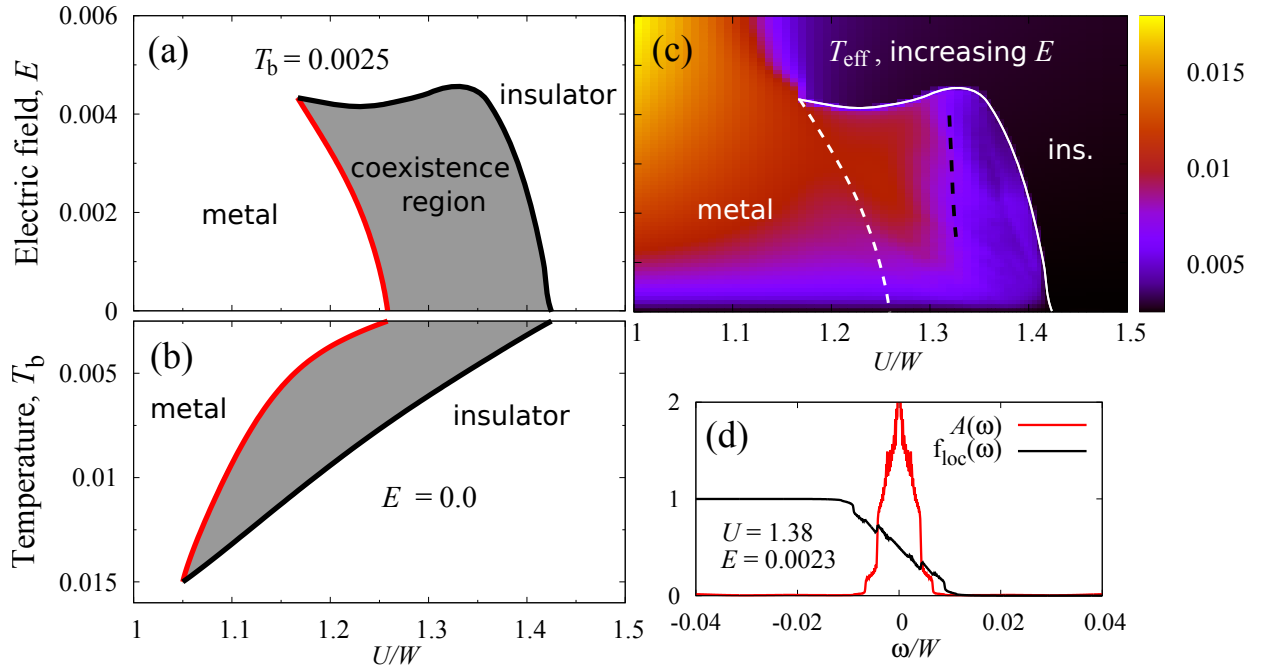 0.006
0.004
0.002
0
Electric field, E
(a)
T_b = 0.0025
insulator
coexistence
region
metal
0.005
0.01
0.015
Temperature, T_b
(b)
metal
insulator
E = 0.0
1 1.1 1.2 1.3 1.4 1.5
U/W
(c)
T_eff , increasing E
ins.
metal
1 1.1 1.2 1.3 1.4 1.5
U/W
0.015
0.01
0.005
(d)
A(ω)
f_loc(ω)
U = 1.38
E = 0.0023
2
1
0
-0.04 -0.02 0 0.02 0.04
ω/W